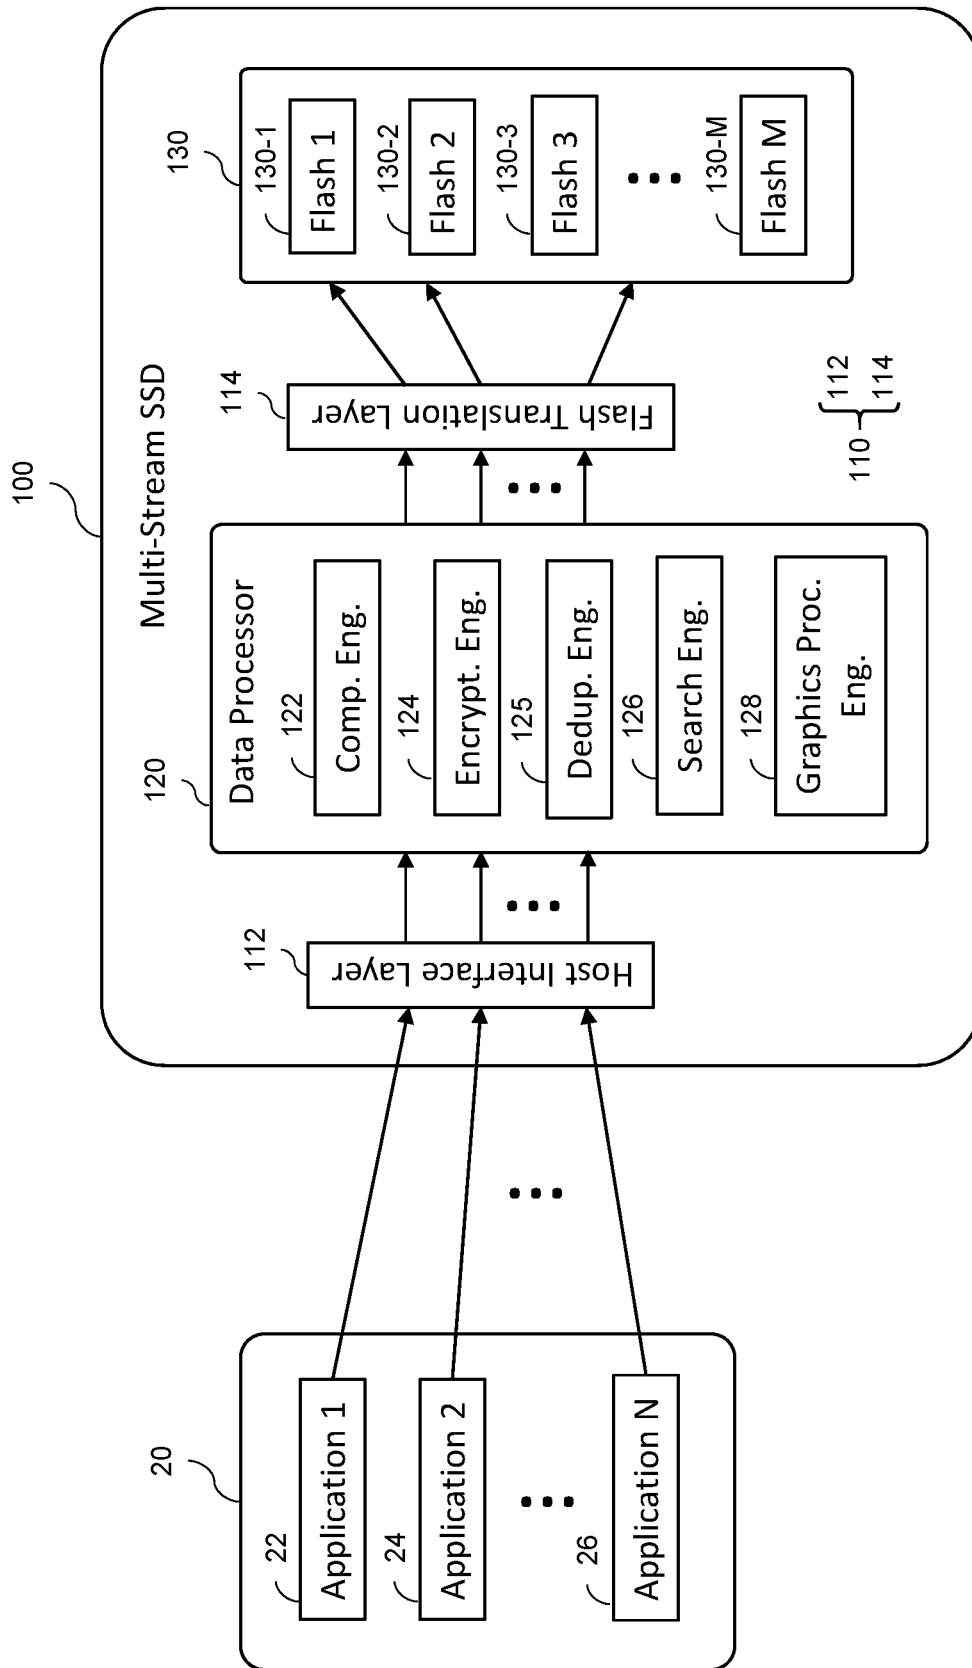 100
Multi-Stream SSD
20
22
Application 1
24
Application 2
...
26
Application N
...
112
Host Interface Layer
...
120
Data Processor
122
Comp. Eng.
124
Encrypt. Eng.
125
Dedup. Eng.
126
Search Eng.
128
Graphics Proc.
Eng.
...
114
Flash Translation Layer
130
130-1
Flash 1
130-2
Flash 2
130-3
Flash 3
...
130-M
Flash M
110 { 112
114